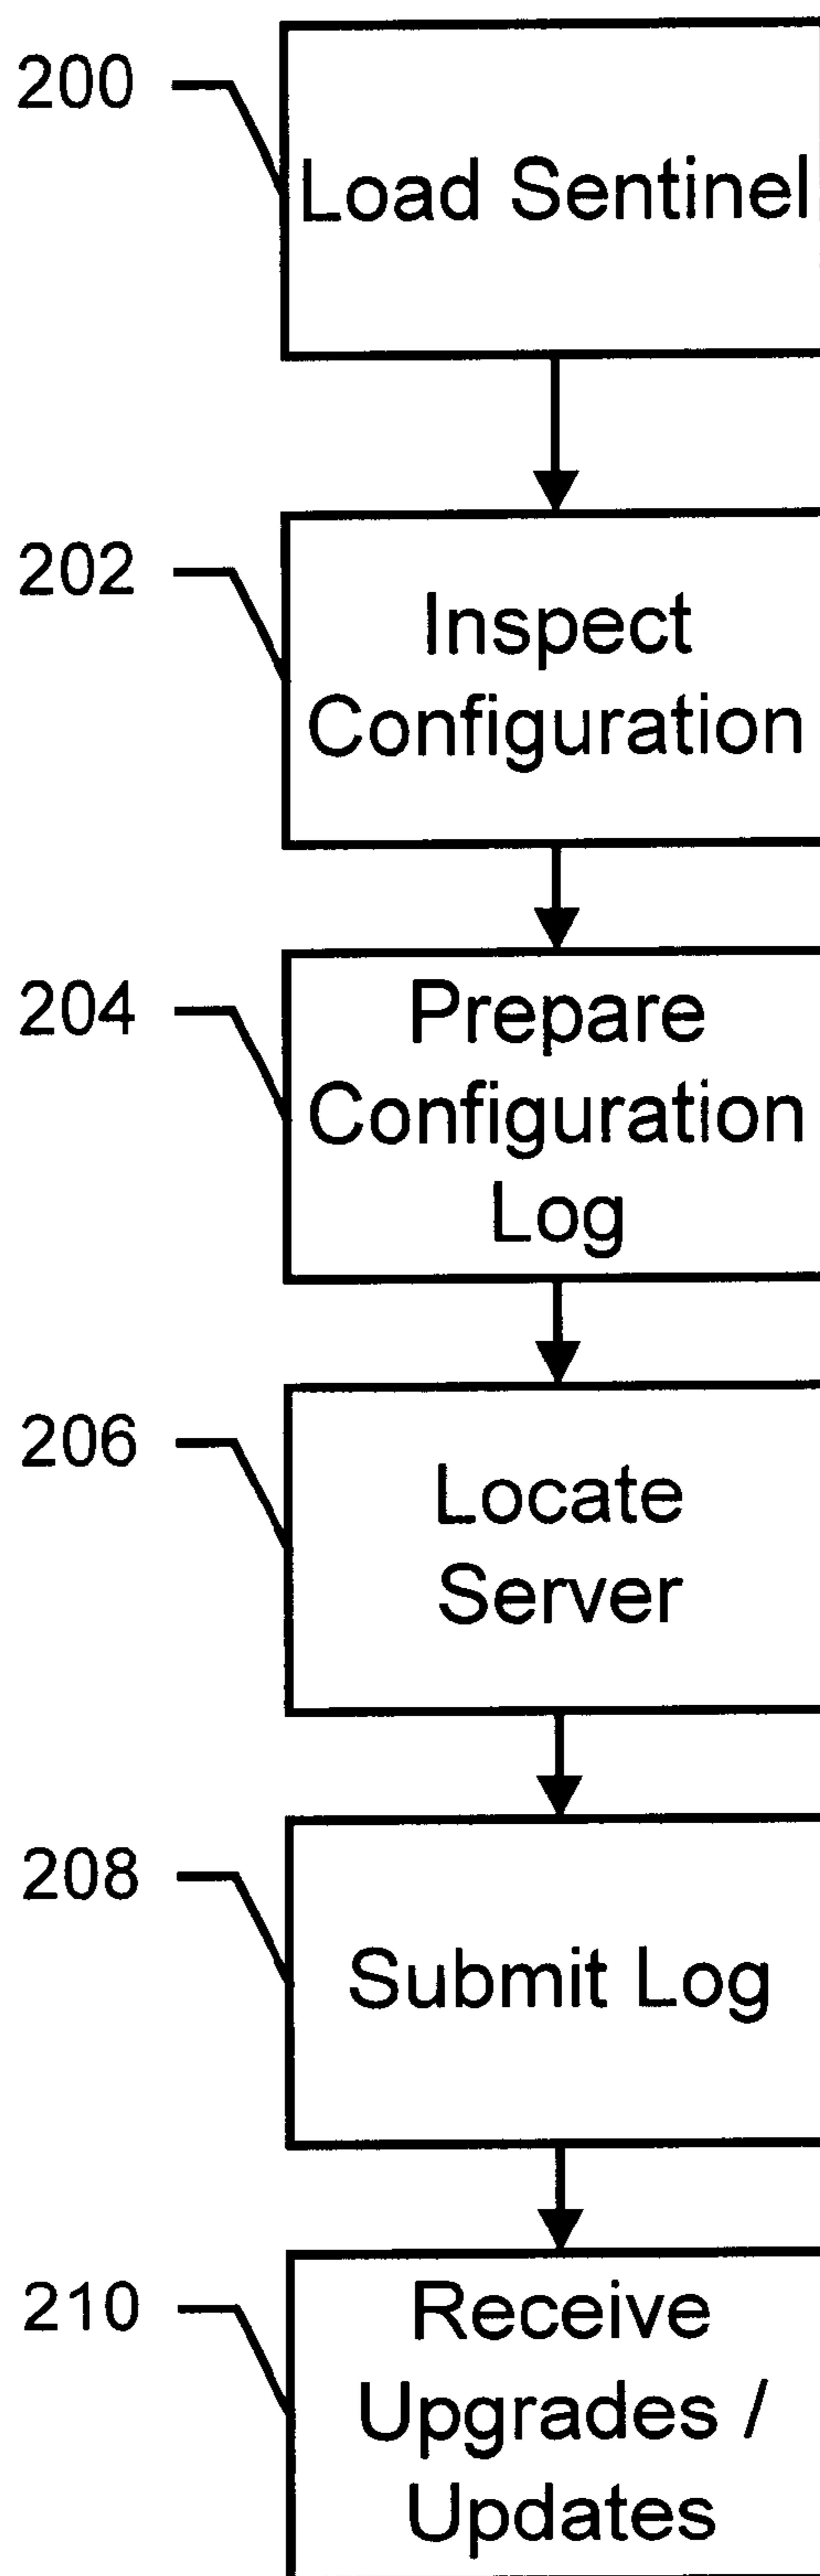 200
Load Sentinel
202
Inspect
Configuration
204
Prepare
Configuration
Log
206
Locate
Server
208
Submit Log
210
Receive
Upgrades /
Updates